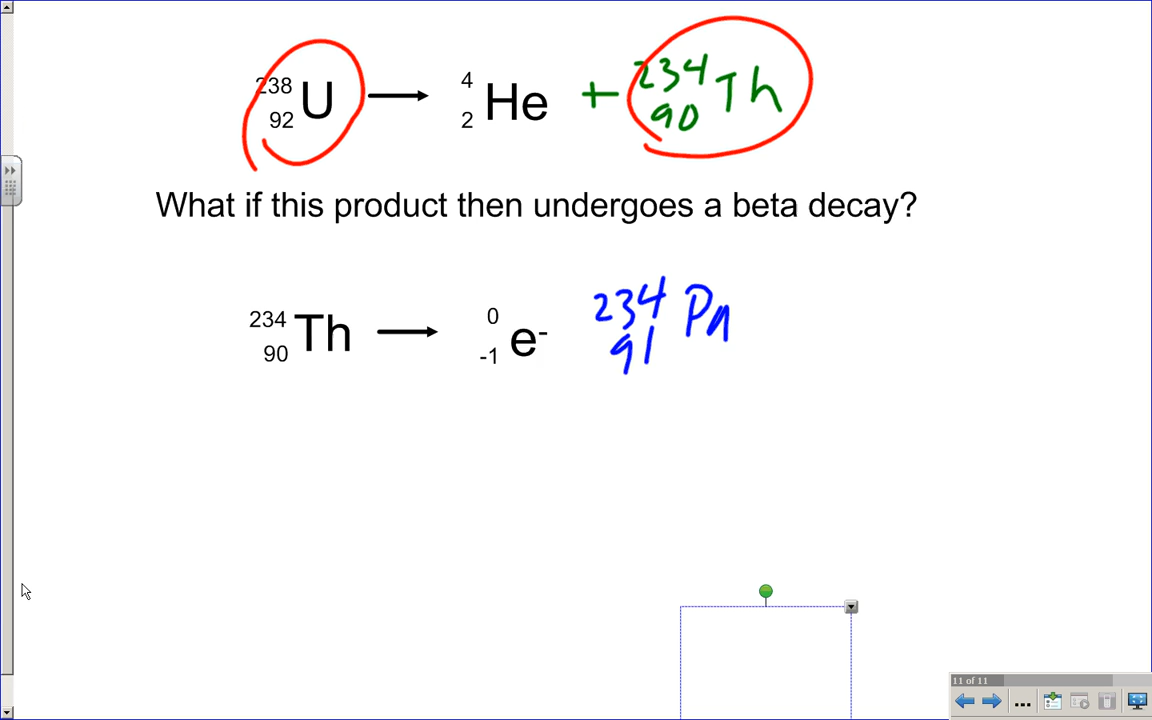 238 92 U → 4 2 He + 234 90 Th
What if this product then undergoes a beta decay?
234 90 Th → 0 -1 e- 234 91 Pa
11 of 11